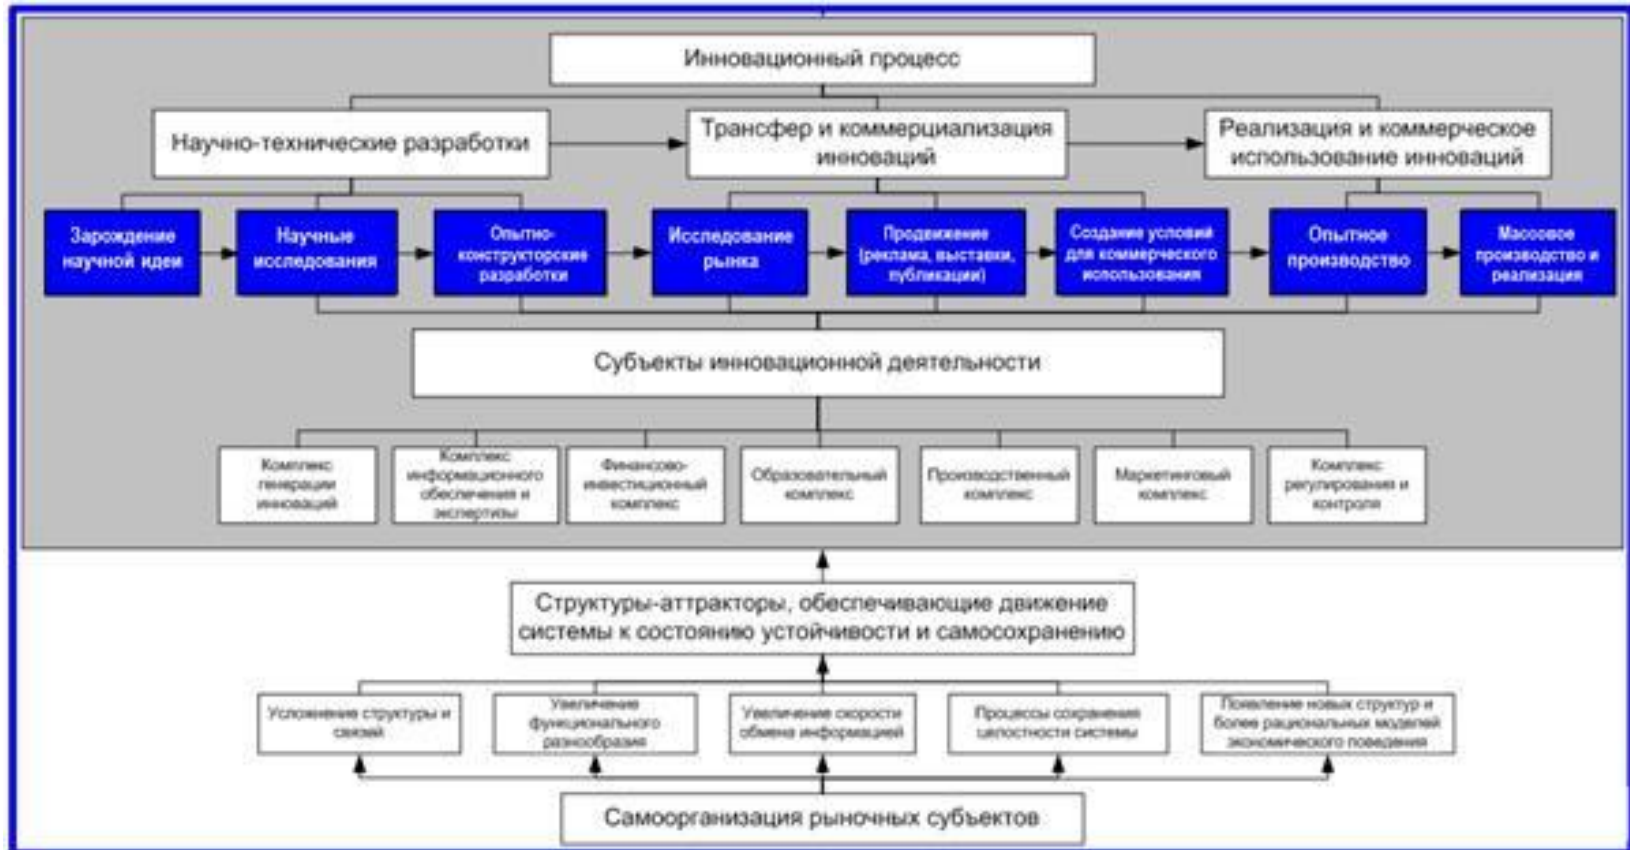 Инновационный процесс
Научно-технические разработки
Трансфер и коммерциализация
инноваций
Реализация и коммерческое
использование инноваций
Зарождение
научной идеи
Научные
исследования
Опытно-
конструкторские
разработки
Исследование
рынка
Продвижение
(реклама, выставки,
публикации)
Создание условий
для коммерческого
использования
Опытное
производство
Массовое
производство и
реализация
Субъекты инновационной деятельности
Комплекс
генерации
инноваций
Комплекс
информационного
обеспечения и
экспертизы
Финансово-
инвестиционный
комплекс
Образовательный
комплекс
Производственный
комплекс
Маркетинговый
комплекс
Комплекс
регулирования и
контроля
Структуры-аттракторы, обеспечивающие движение
системы к состоянию устойчивости и самосохранению
Усложнение структуры и
связей
Увеличение
функционального
разнообразия
Увеличение скорости
обмена информацией
Процессы сохранения
целостности системы
Появление новых структур и
более рациональных моделей
экономического поведения
Самоорганизация рыночных субъектов